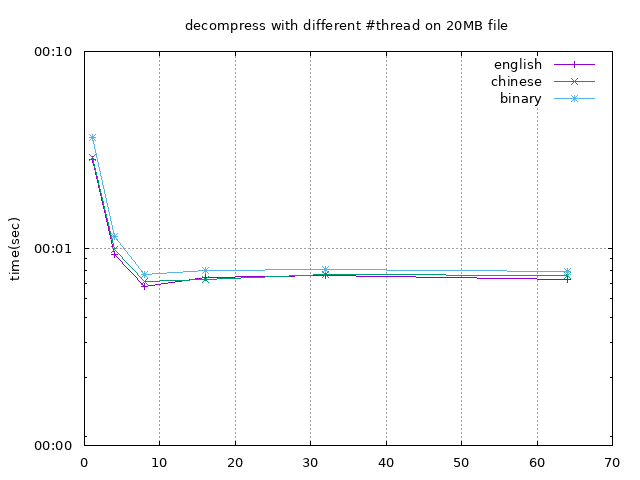 decompress with different #thread on 20MB file
00:10
english
chinese
binary
time(sec)
00:01
00:00
0 10 20 30 40 50 60 70